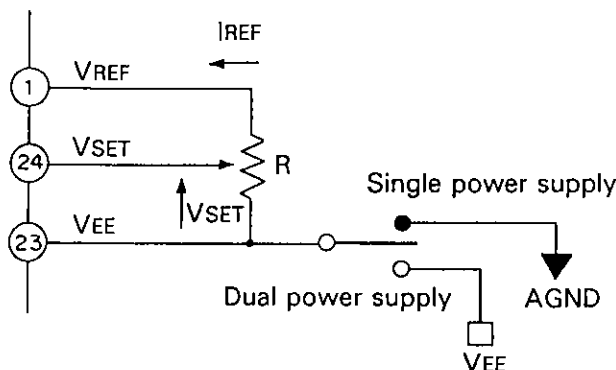 IREF
1
VREF
24
VSET
R
VSET
Single power supply
23
VEE
Dual power supply
AGND
VEE